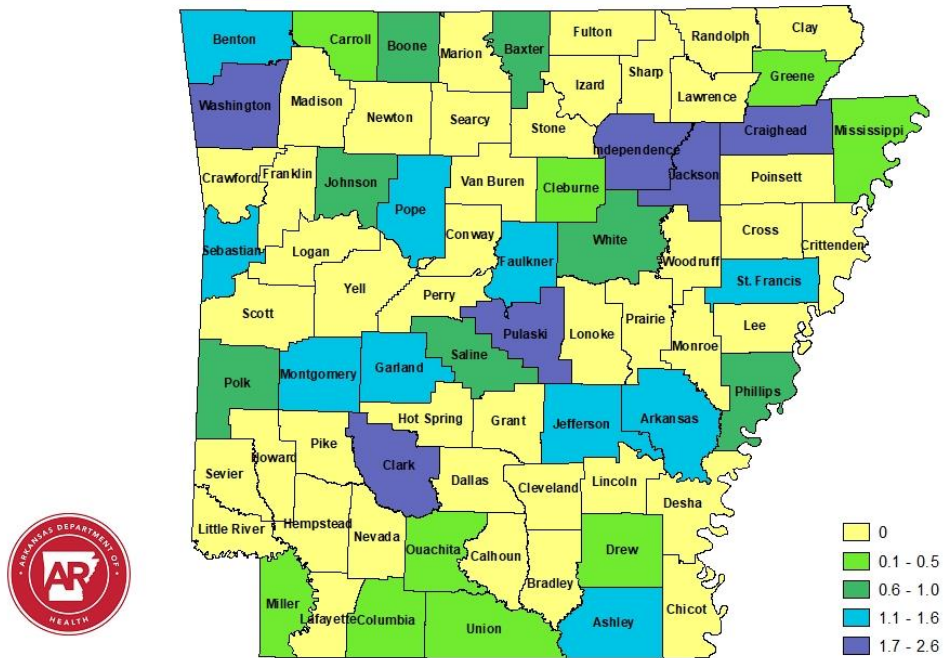 Benton
Carroll
Boone
Marion
Baxter
Fulton
Randolph
Clay
Sharp
Izard
Lawrence
Greene
Washington
Madison
Newton
Searcy
Stone
Independence
Jackson
Craighead
Mississippi
Crawford
Franklin
Johnson
Pope
Van Buren
Cleburne
Poinsett
Sebastian
Logan
Conway
Faulkner
White
Woodruff
Cross
Crittenden
St. Francis
Scott
Yell
Perry
Pulaski
Lonoke
Prairie
Monroe
Lee
Polk
Montgomery
Garland
Saline
Phillips
Hot Spring
Grant
Jefferson
Arkansas
Sevier
Howard
Pike
Clark
Dallas
Cleveland
Lincoln
Desha
Little River
Hempstead
Nevada
Ouachita
Calhoun
Bradley
Drew
Chicot
Miller
Lafayette
Columbia
Union
Ashley
ARKANSAS DEPARTMENT OF
AR
HEALTH
0
0.1 - 0.5
0.6 - 1.0
1.1 - 1.6
1.7 - 2.6